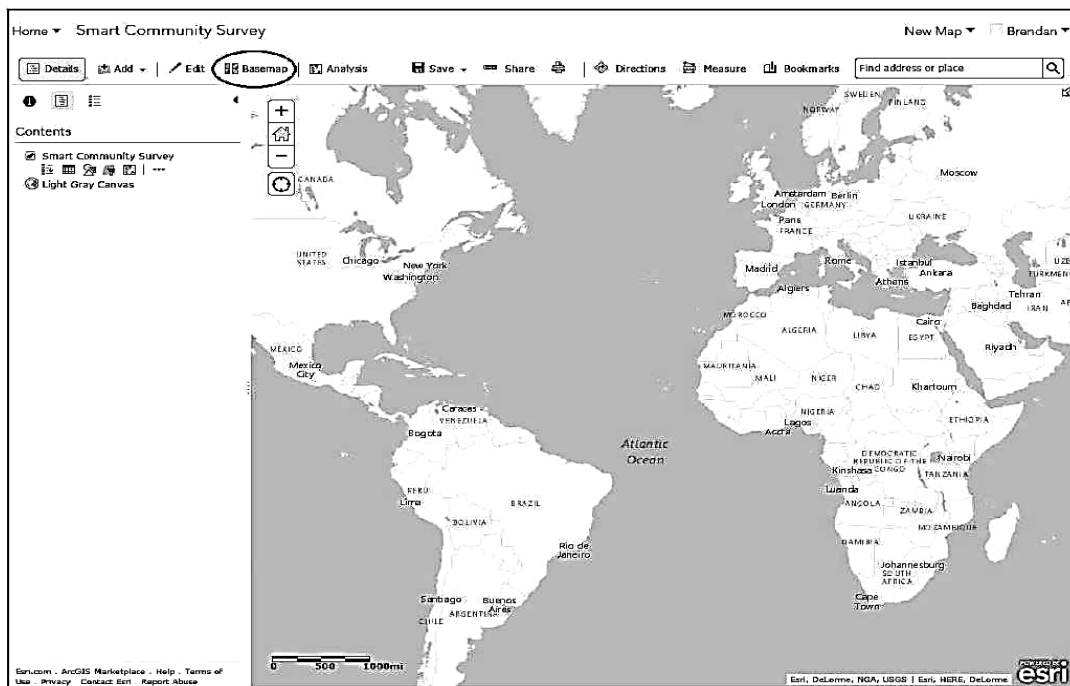 Home Smart Community Survey New Map Brendan
Details Add Edit Basemap Analysis Save Share Directions Measure Bookmarks Find address or place
Contents
Smart Community Survey
Light Gray Canvas
SWEDEN
NORWAY FINLAND
CANADA
Moscow
Amsterdam Berlin
London GERMANY
Paris
FRANCE
UKRAINE
UNITED
STATES
Chicago
New York
Washington
Madrid
Rome
Istanbul
Ankara
UZB
TURKMEN
Athens
Algiers
Tehran
Baghdad IRAN AF
MOROCCO
Cairo
ALGERIA
LIBYA
EGYPT
Riyadh
MÉXICO
Mexico
City
MAURITANIA
MALI
NIGER
CHAD
Khartoum
Caracas
VENEZUELA
NIGERIA
Lagos
Accra
ETHIOPIA
Bogota
Atlantic
Ocean
DEMOCRATIC
REPUBLIC OF THE
CONGO
Nairobi
Kinshasa
TANZANIA
PERU
Lima
Luanda
BRAZIL
ANGOLA
BOLIVIA
ZAMBIA
MOZAMBIQUE
Rio de
Janeiro
NAMIBIA
Johannesburg
SOUTH
AFRICA
Santiago
Buenos
Aires
ARGENTINA
CHILE
Cape
Town
0 500 1000mi
Esri.com . ArcGIS Marketplace . Help . Terms of
Use . Privacy . Contact Esri . Report Abuse
Esri, DeLorme, NGA, USGS | Esri, HERE, DeLorme
POWERED BY
esri